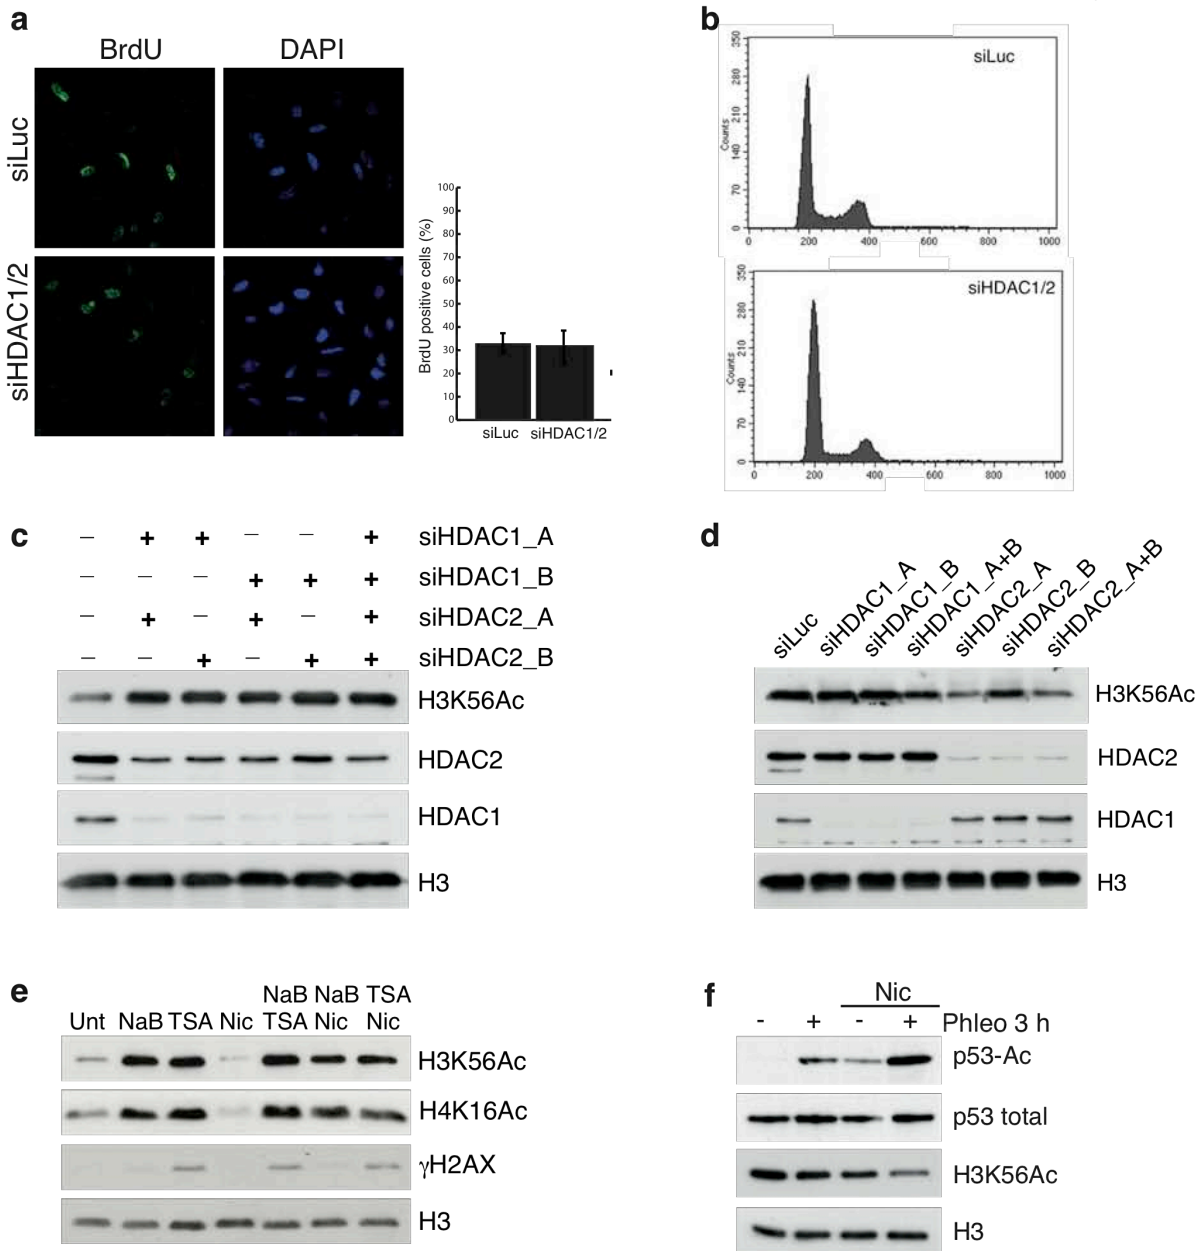 a
BrdU DAPI
siLuc
siHDAC1/2
BrdU positive cells (%)
100
90
80
70
60
50
40
30
20
10
0
siLuc siHDAC1/2
b
siLuc
Counts
350
280
210
140
70
0
0 200 400 600 800 1000
siHDAC1/2
Counts
350
280
210
140
70
0
0 200 400 600 800 1000
c
– + + – – + siHDAC1_A
– – – + + + siHDAC1_B
– + – + – + siHDAC2_A
– – + – + + siHDAC2_B
H3K56Ac
HDAC2
HDAC1
H3
d
siLuc
siHDAC1_A
siHDAC1_B
siHDAC1_A+B
siHDAC2_A
siHDAC2_B
siHDAC2_A+B
H3K56Ac
HDAC2
HDAC1
H3
e
NaB NaB TSA
Unt NaB TSA Nic TSA Nic Nic
H3K56Ac
H4K16Ac
γH2AX
H3
f
Nic
- + - + Phleo 3 h
p53-Ac
p53 total
H3K56Ac
H3